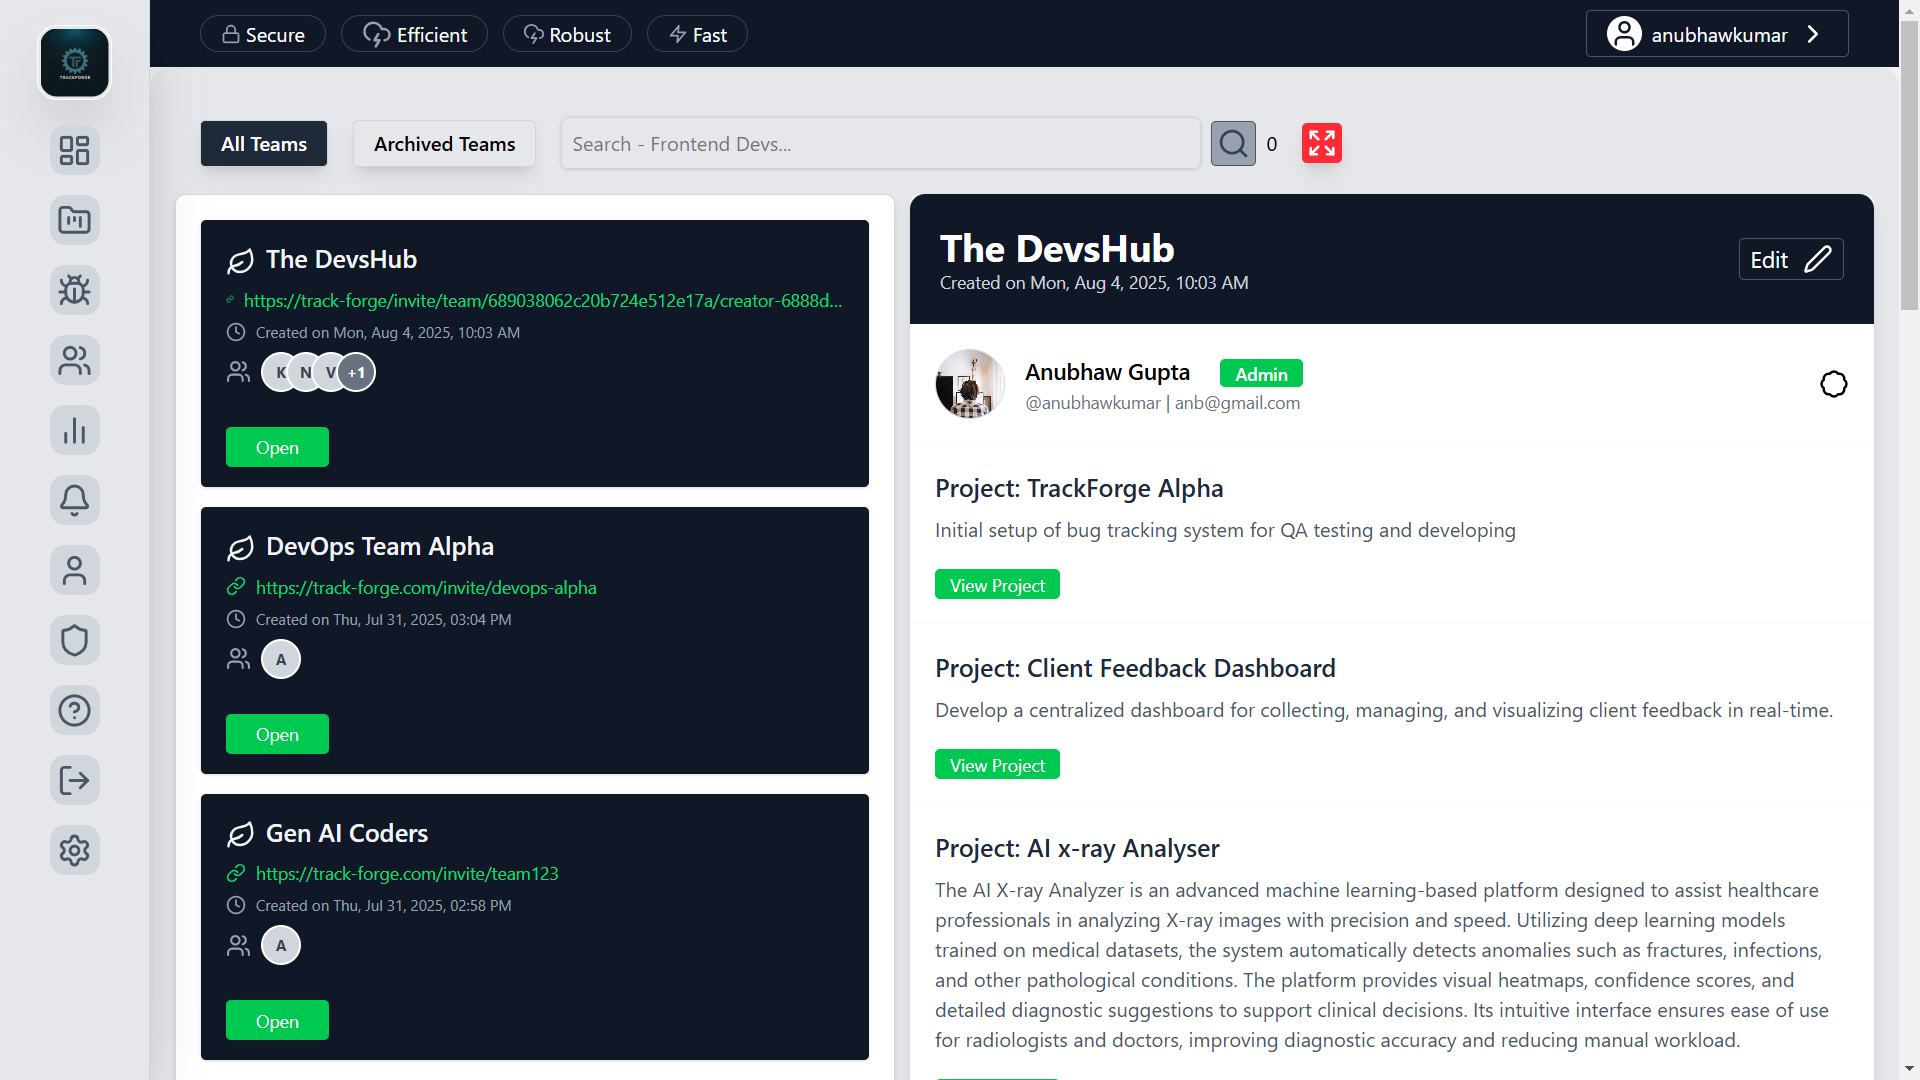 TF
TRACKFORGE
Secure
Efficient
Robust
Fast
anubhawkumar
All Teams
Archived Teams
Search - Frontend Devs...
0
The DevsHub
https://track-forge/invite/team/689038062c20b724e512e17a/creator-6888d...
Created on Mon, Aug 4, 2025, 10:03 AM
K N V +1
Open
DevOps Team Alpha
https://track-forge.com/invite/devops-alpha
Created on Thu, Jul 31, 2025, 03:04 PM
A
Open
Gen AI Coders
https://track-forge.com/invite/team123
Created on Thu, Jul 31, 2025, 02:58 PM
A
Open
The DevsHub
Created on Mon, Aug 4, 2025, 10:03 AM
Edit
Anubhaw Gupta
Admin
@anubhawkumar | anb@gmail.com
Project: TrackForge Alpha
Initial setup of bug tracking system for QA testing and developing
View Project
Project: Client Feedback Dashboard
Develop a centralized dashboard for collecting, managing, and visualizing client feedback in real-time.
View Project
Project: AI x-ray Analyser
The AI X-ray Analyzer is an advanced machine learning-based platform designed to assist healthcare
professionals in analyzing X-ray images with precision and speed. Utilizing deep learning models
trained on medical datasets, the system automatically detects anomalies such as fractures, infections,
and other pathological conditions. The platform provides visual heatmaps, confidence scores, and
detailed diagnostic suggestions to support clinical decisions. Its intuitive interface ensures ease of use
for radiologists and doctors, improving diagnostic accuracy and reducing manual workload.